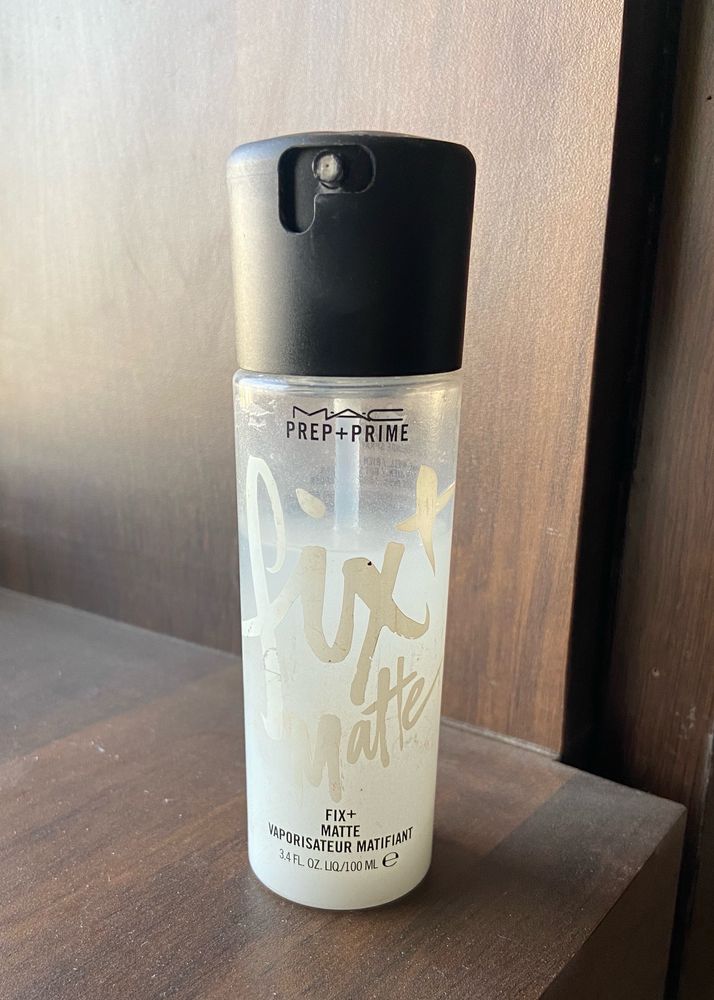 MAC
PREP+PRIME
fix+
matte
FIX+
MATTE
VAPORISATEUR MATIFIANT
3.4 FL. OZ. LIQ./100 ML ℮